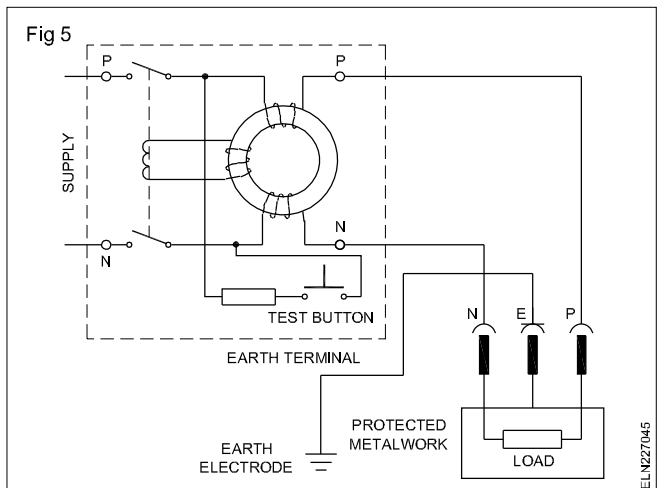 Fig 5
P
P
SUPPLY
N
N
TEST BUTTON
EARTH TERMINAL
N
E
P
PROTECTED
METALWORK
EARTH
ELECTRODE
LOAD
ELN227045